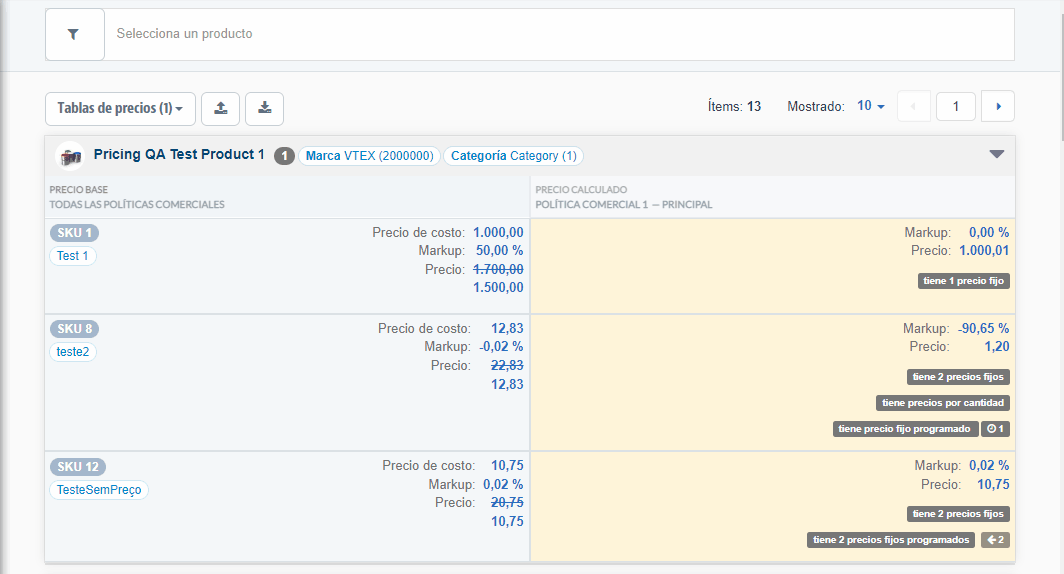 Selecciona un producto
Tablas de precios (1)
Ítems: 13 Mostrado: 10 1
Pricing QA Test Product 1 1 Marca VTEX (2000000) Categoría Category (1)
PRECIO BASE
TODAS LAS POLÍTICAS COMERCIALES
PRECIO CALCULADO
POLÍTICA COMERCIAL 1 — PRINCIPAL
SKU 1
Test 1
Precio de costo: 1.000,00
Markup: 50,00 %
Precio: 1.700,00
1.500,00
Markup: 0,00 %
Precio: 1.000,01
tiene 1 precio fijo
SKU 8
teste2
Precio de costo: 12,83
Markup: -0,02 %
Precio: 22,83
12,83
Markup: -90,65 %
Precio: 1,20
tiene 2 precios fijos
tiene precios por cantidad
tiene precio fijo programado 1
SKU 12
TesteSemPreço
Precio de costo: 10,75
Markup: 0,02 %
Precio: 20,75
10,75
Markup: 0,02 %
Precio: 10,75
tiene 2 precios fijos
tiene 2 precios fijos programados 2